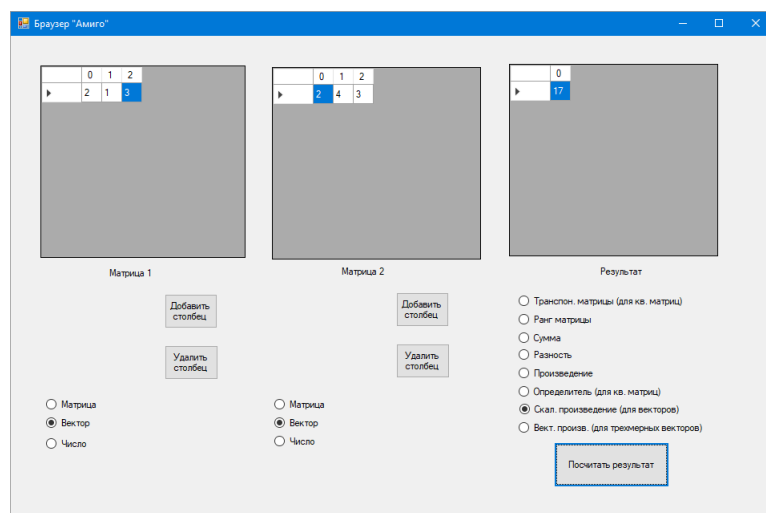 Браузер "Амиго"
0 1 2
2 1 3
0 1 2
2 4 3
0
17
Матрица 1
Матрица 2
Результат
Добавить
столбец
Удалить
столбец
Матрица
Вектор
Число
Добавить
столбец
Удалить
столбец
Матрица
Вектор
Число
Транспон. матрицы (для кв. матриц)
Ранг матрицы
Сумма
Разность
Произведение
Определитель (для кв. матриц)
Скал. произведение (для векторов)
Вект. произв. (для трехмерных векторов)
Посчитать результат